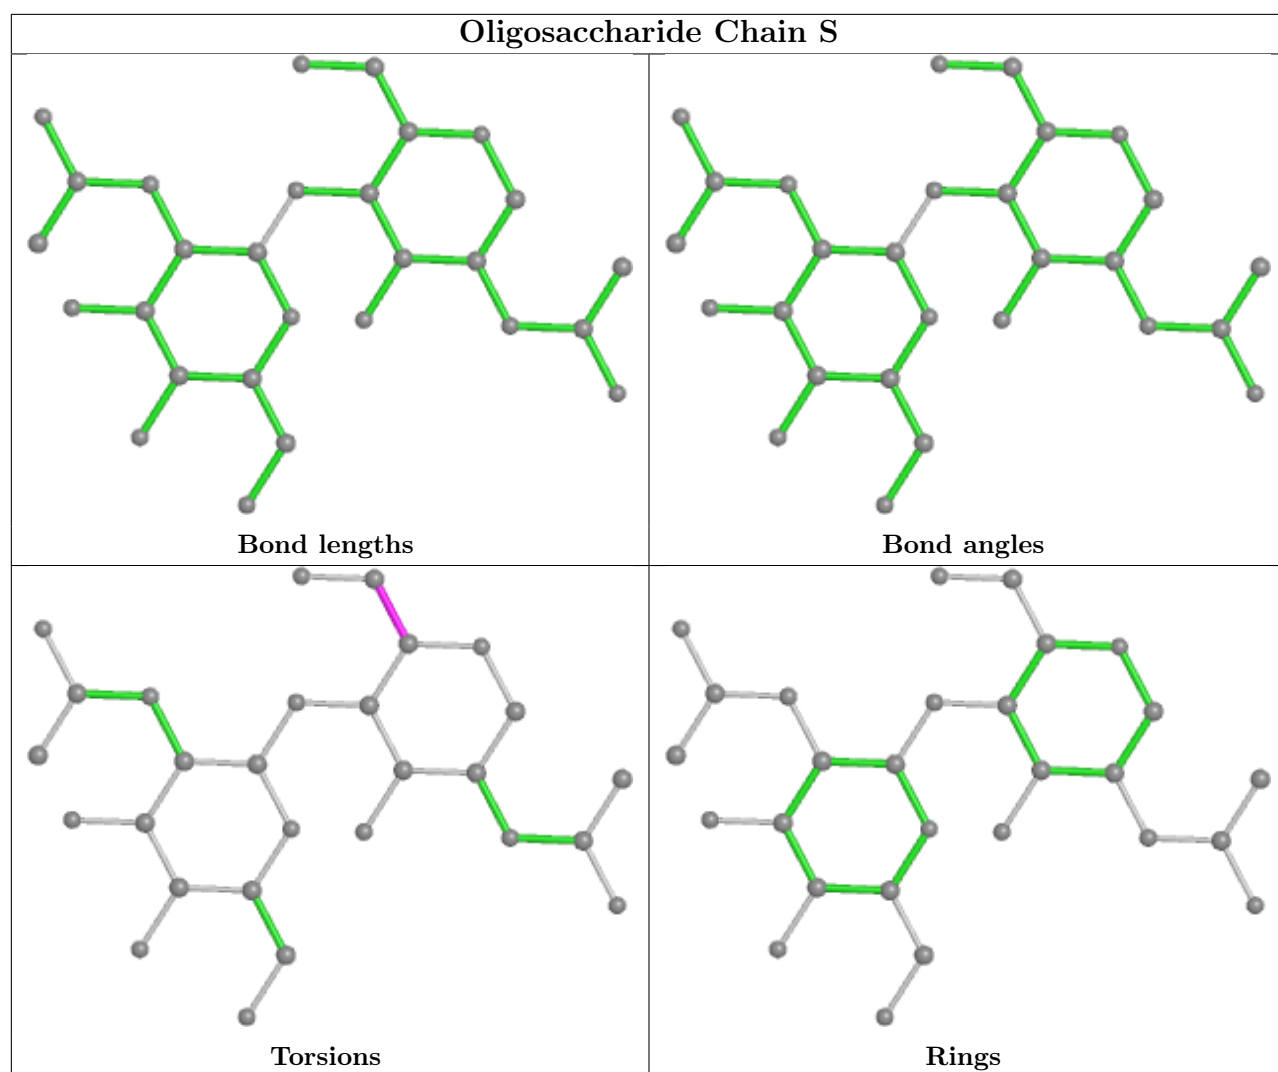 Oligosaccharide Chain S
Bond lengths
Bond angles
Torsions
Rings